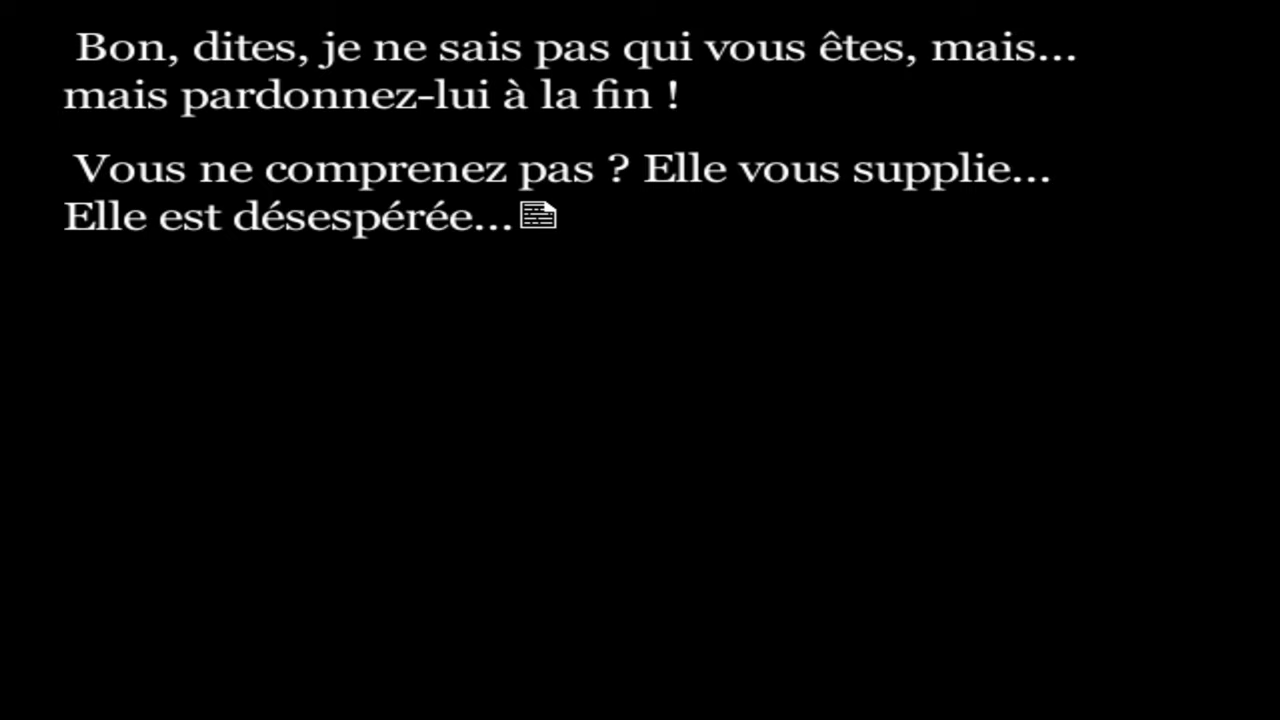 Bon, dites, je ne sais pas qui vous êtes, mais...
mais pardonnez-lui à la fin !
Vous ne comprenez pas ? Elle vous supplie...
Elle est désespérée...